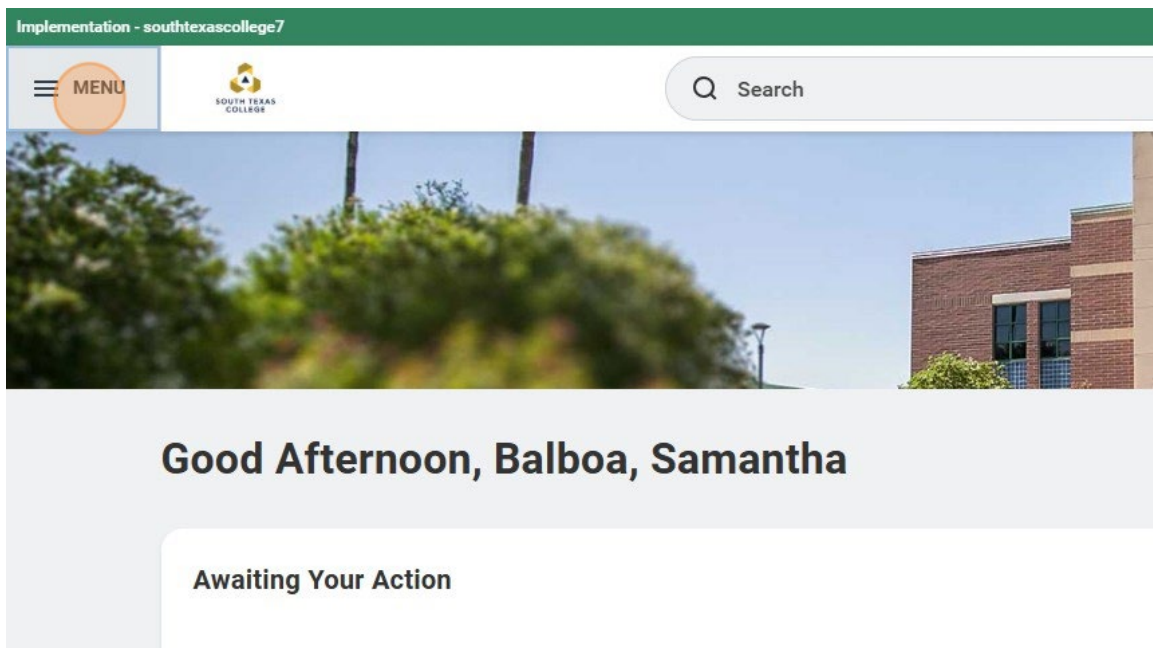 Implementation - southtexascollege7
MENU
SOUTH TEXAS
COLLEGE
Search
Good Afternoon, Balboa, Samantha
Awaiting Your Action